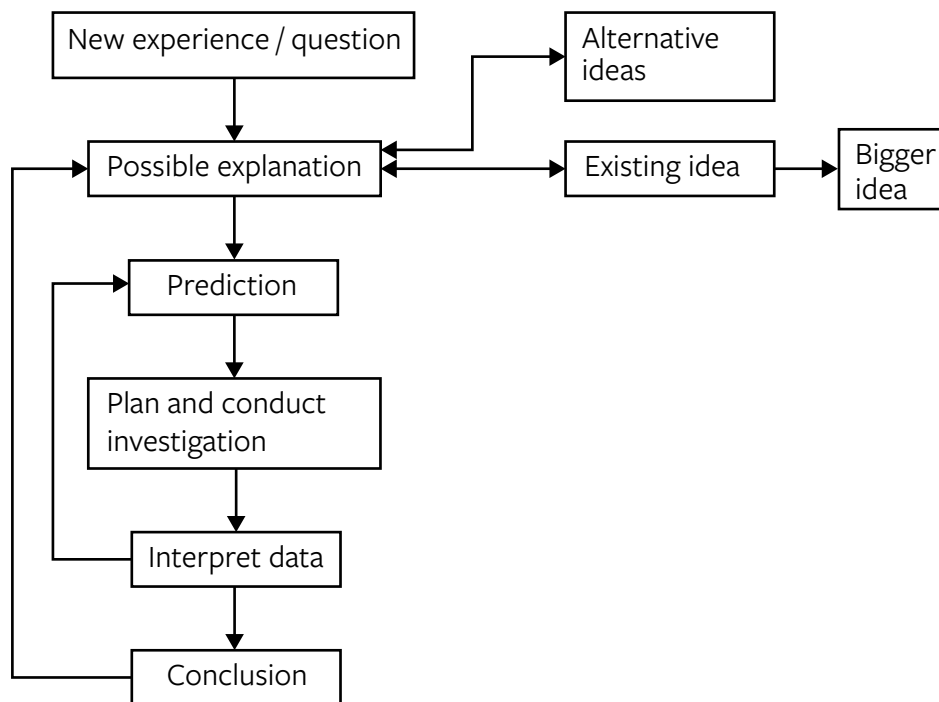 New experience / question
Alternative
ideas
Possible explanation
Existing idea
Bigger
idea
Prediction
Plan and conduct
investigation
Interpret data
Conclusion